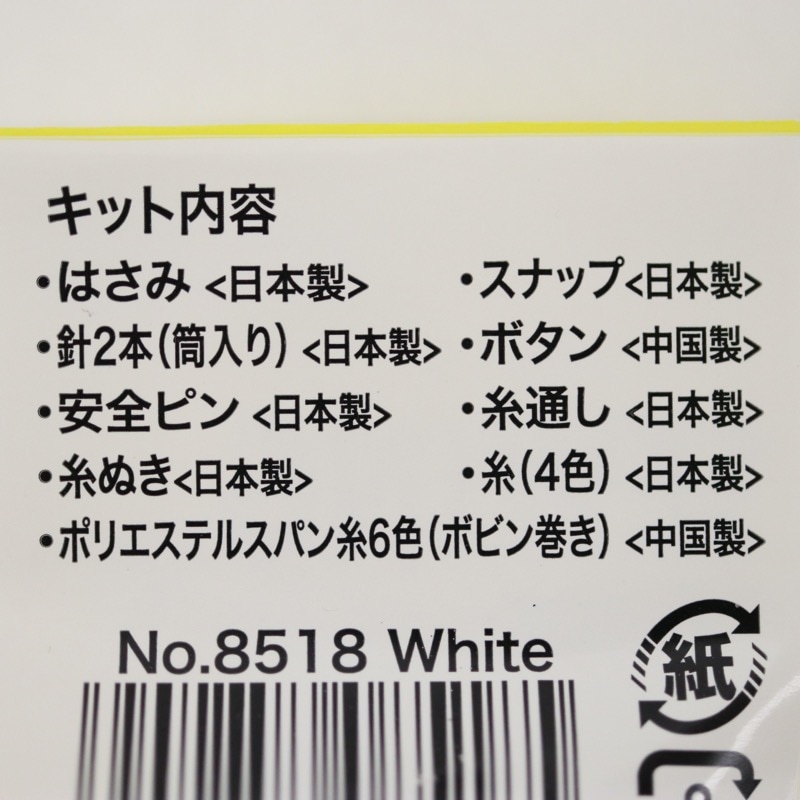 キット内容
・はさみ <日本製> ・スナップ<日本製>
・針2本(筒入り) <日本製> ・ボタン <中国製>
・安全ピン <日本製> ・糸通し <日本製>
・糸ぬき<日本製> ・糸(4色) <日本製>
・ポリエステルスパン糸6色(ボビン巻き) <中国製>
No.8518 White
紙